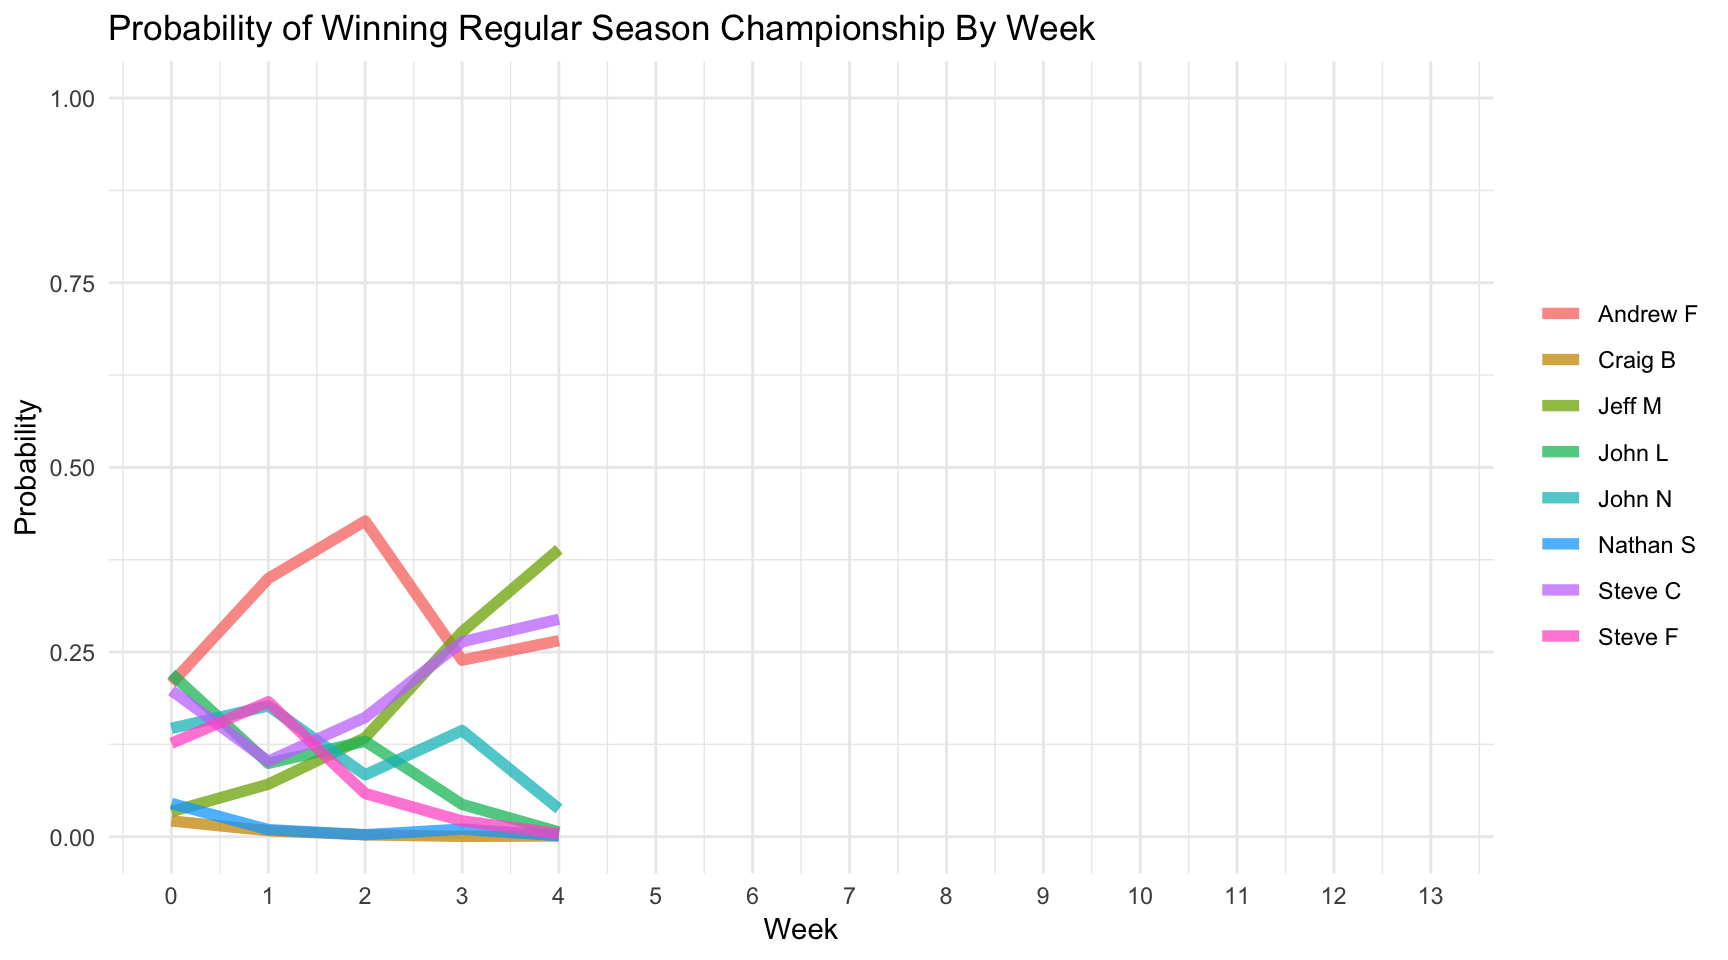 Probability of Winning Regular Season Championship By Week
Probability
1.00
0.75
0.50
0.25
0.00
0 1 2 3 4 5 6 7 8 9 10 11 12 13
Week
Andrew F
Craig B
Jeff M
John L
John N
Nathan S
Steve C
Steve F